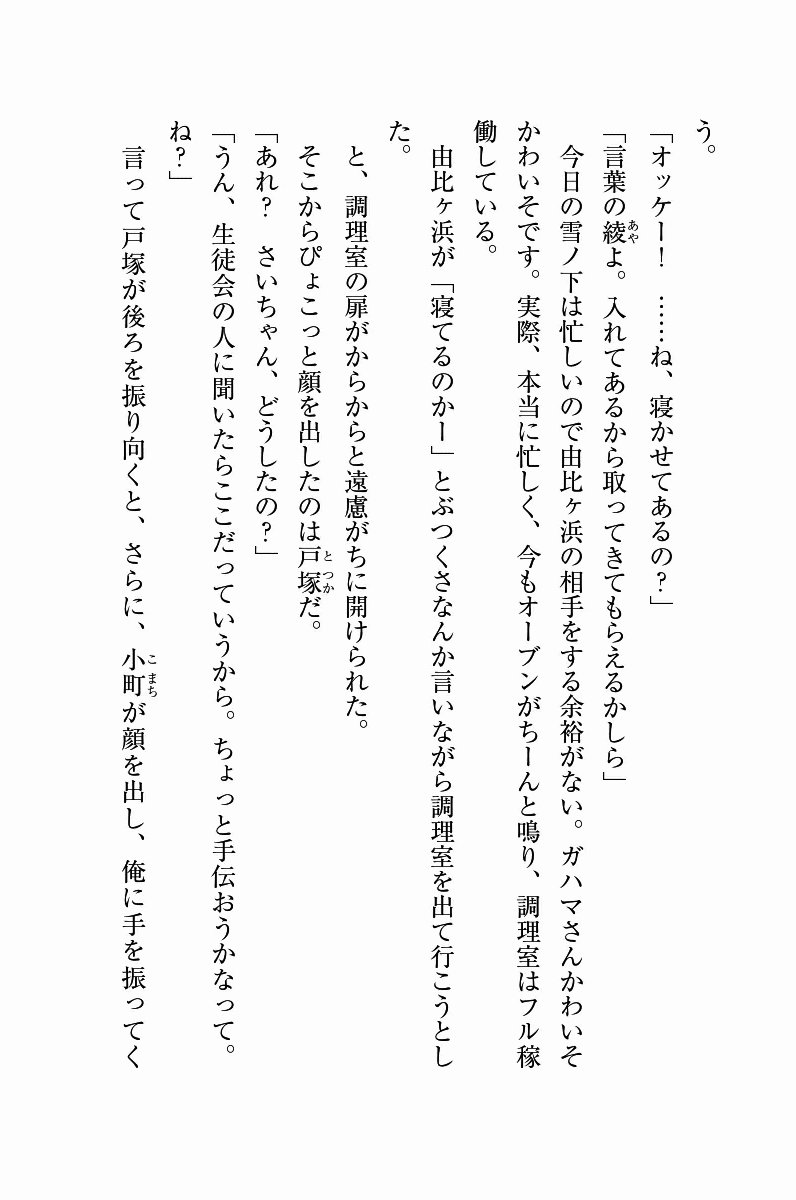 う。
「オッケー！　……ね、寝かせてあるの？」
「言葉の綾よ。入れてあるから取ってきてもらえるかしら」
　今日の雪ノ下は忙しいので由比ヶ浜の相手をする余裕がない。ガハマさんかわいそ
かわいそです。実際、本当に忙しく、今もオーブンがちーんと鳴り、調理室はフル稼
働している。
　由比ヶ浜が「寝てるのかー」とぶつくさなんか言いながら調理室を出て行こうとし
た。
　と、調理室の扉がからからと遠慮がちに開けられた。
　そこからぴょこっと顔を出したのは戸塚だ。
「あれ？　さいちゃん、どうしたの？」
「うん、生徒会の人に聞いたらここだっていうから。ちょっと手伝おうかなって。
ね？」
　言って戸塚が後ろを振り向くと、さらに、小町が顔を出し、俺に手を振ってく